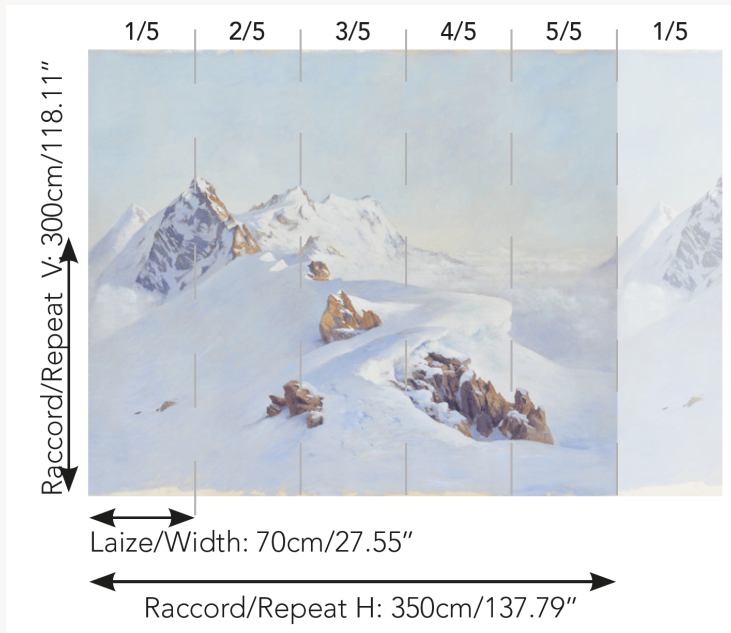 1/5 2/5 3/5 4/5 5/5 1/5
Raccord/Repeat V: 300cm/118.11”
Laize/Width: 70cm/27.55”
Raccord/Repeat H: 350cm/137.79”